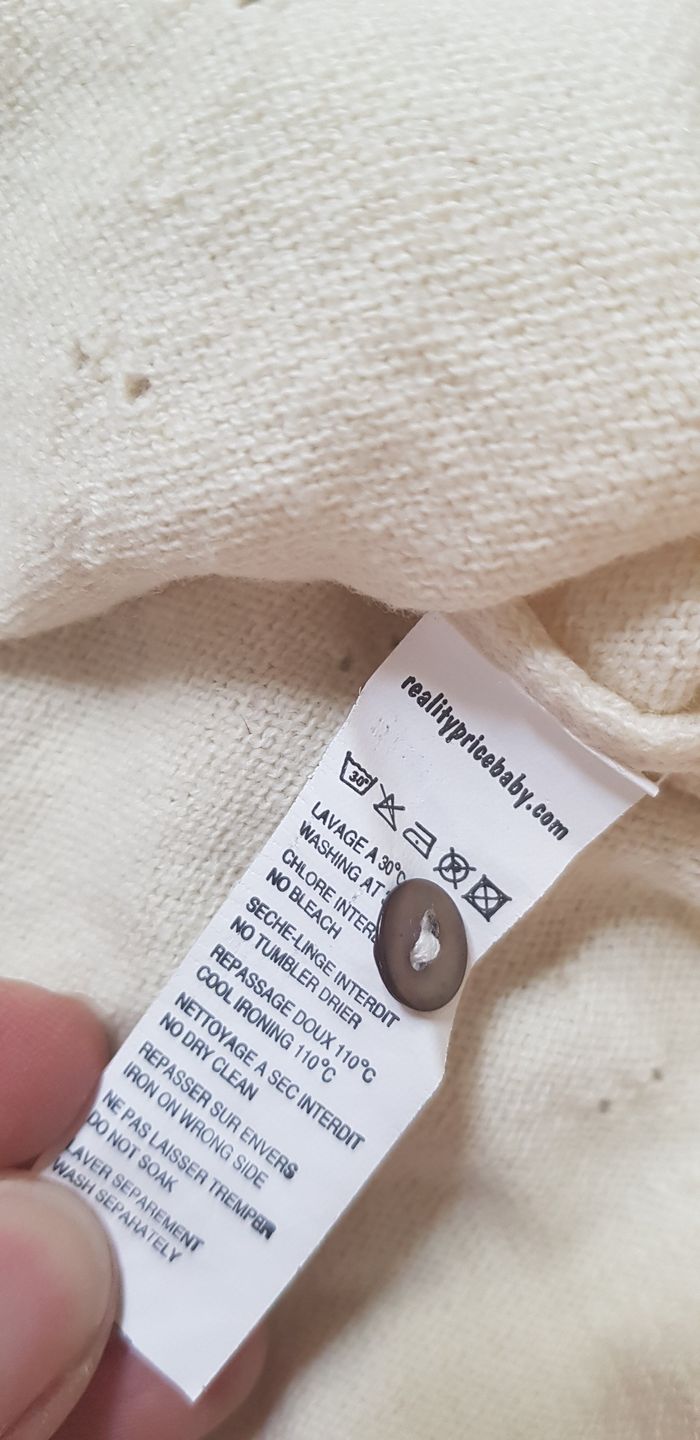 realitypricebaby.com
30°
LAVAGE A 30°C
WASHING AT
CHLORE
NO BLEACH
SECHE-LINGE INTERDIT
NO TUMBLER DRIER
REPASSAGE DOUX 110°C
COOL IRONING 110°C
NETTOYAGE A SEC INTERDIT
NO DRY CLEAN
REPASSER SUR ENVERS
IRON ON WRONG SIDE
NE PAS LAISSER TREMPER
DO NOT SOAK
LAVER SEPAREMENT
WASH SEPARATELY